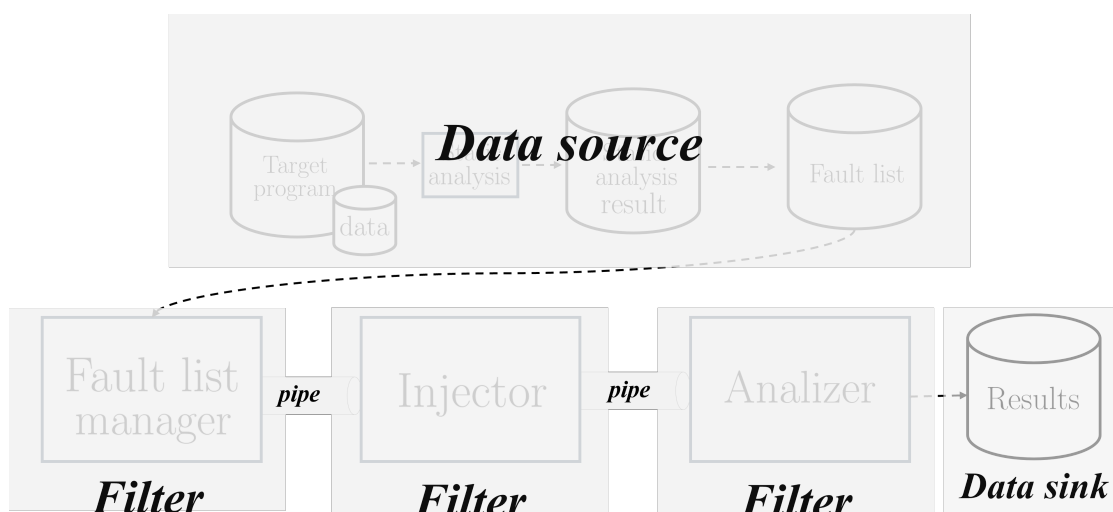 Data source
Target
program
data
analysis
analysis
result
Fault list
Fault list
manager
pipe
Injector
pipe
Analizer
Results
Filter
Filter
Filter
Data sink